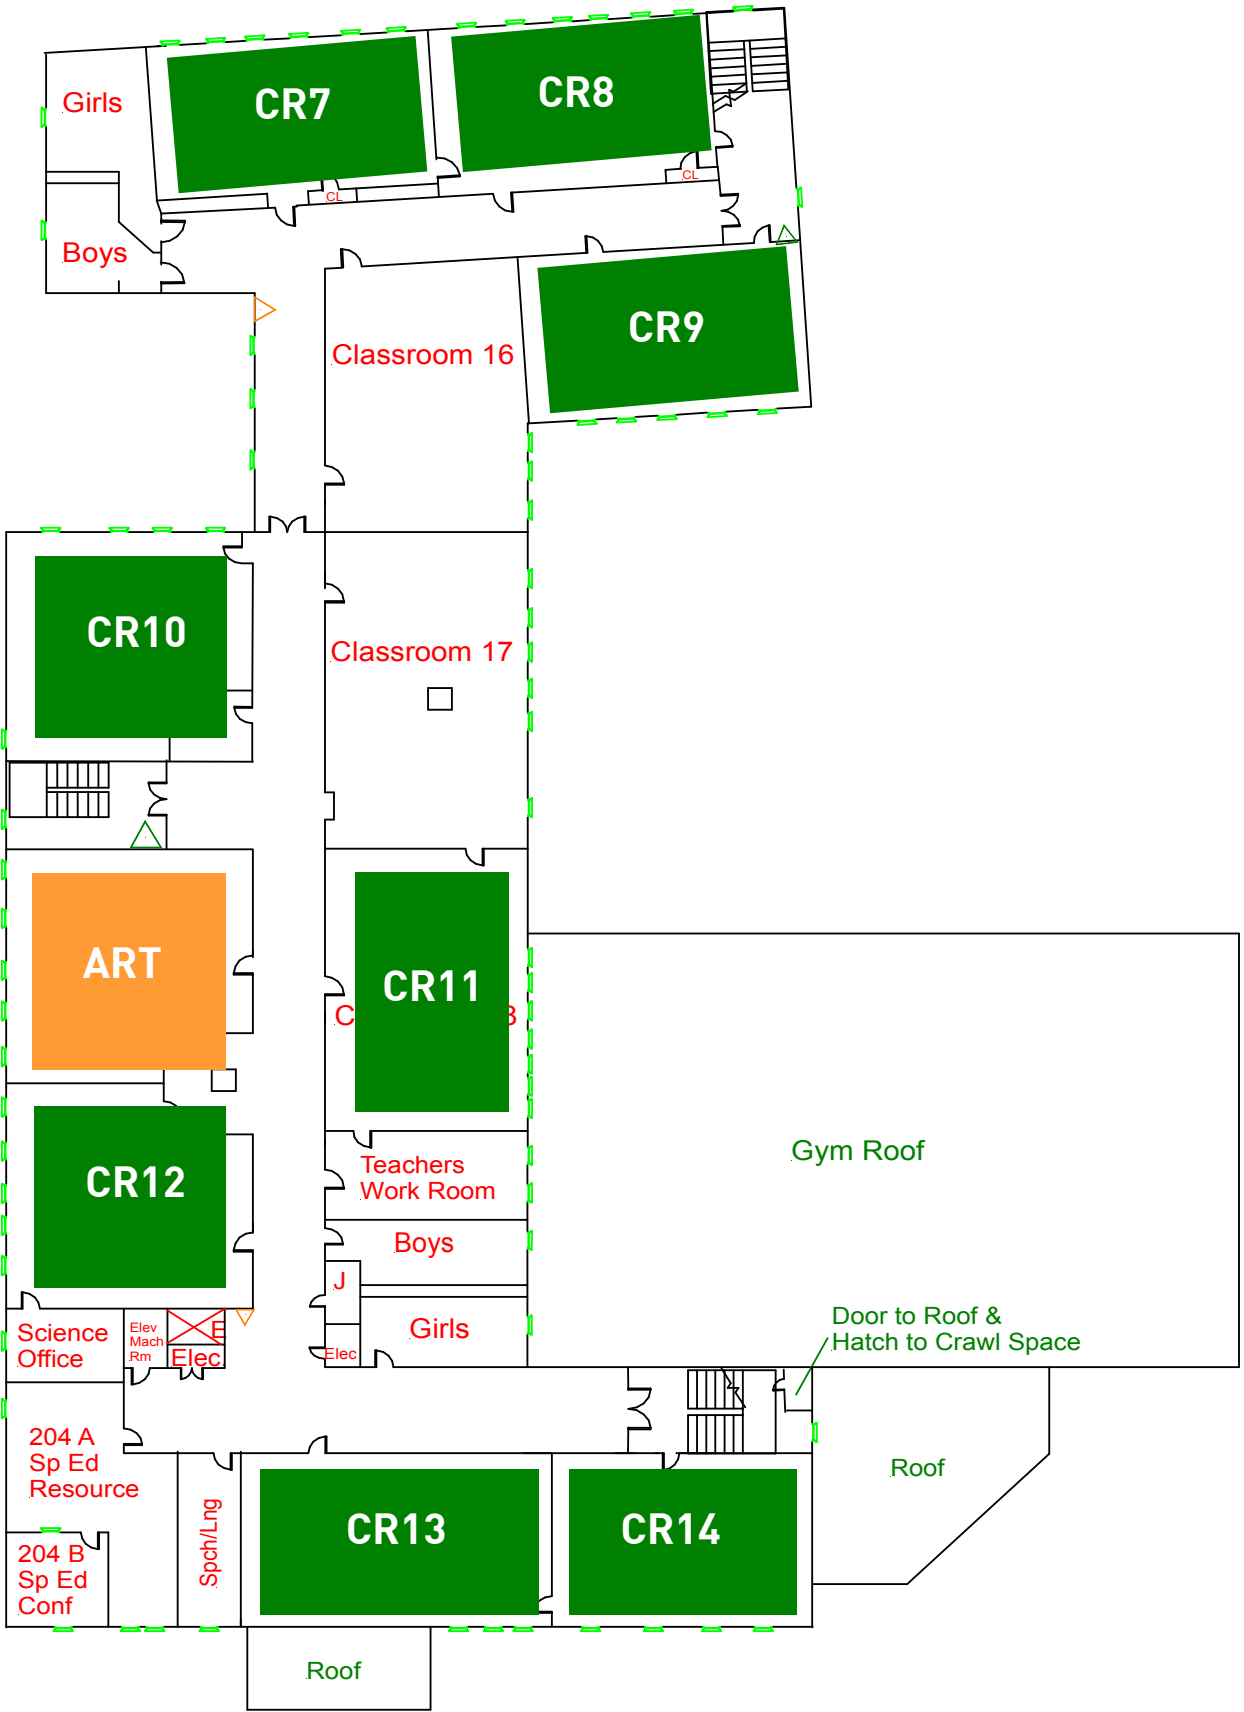 CR7
CR8
Girls
CL
CL
Boys
CR9
Classroom 16
CR10
Classroom 17
ART
CR11
C
3
CR12
Teachers
Work Room
Gym Roof
Boys
J
Girls
Science
Office
Elev
Mach
Rm
E
Elec
Elec
Door to Roof &
Hatch to Crawl Space
204 A
Sp Ed
Resource
Roof
Spch/Lng
CR13
CR14
204 B
Sp Ed
Conf
Roof